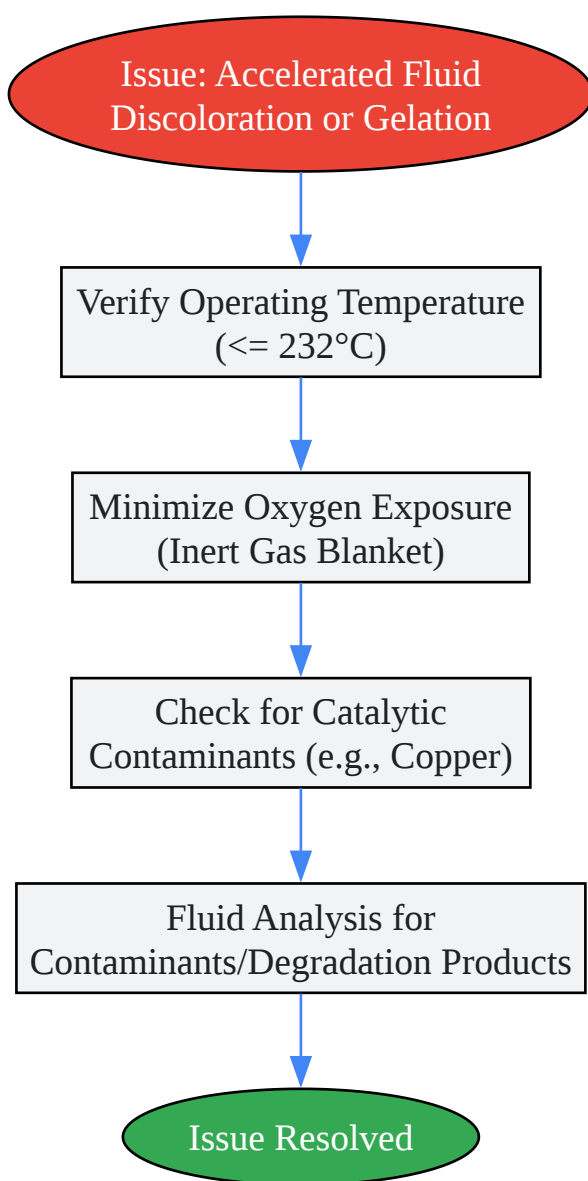 Issue: Accelerated Fluid
Discoloration or Gelation
Verify Operating Temperature
(<= 232°C)
Minimize Oxygen Exposure
(Inert Gas Blanket)
Check for Catalytic
Contaminants (e.g., Copper)
Fluid Analysis for
Contaminants/Degradation Products
Issue Resolved